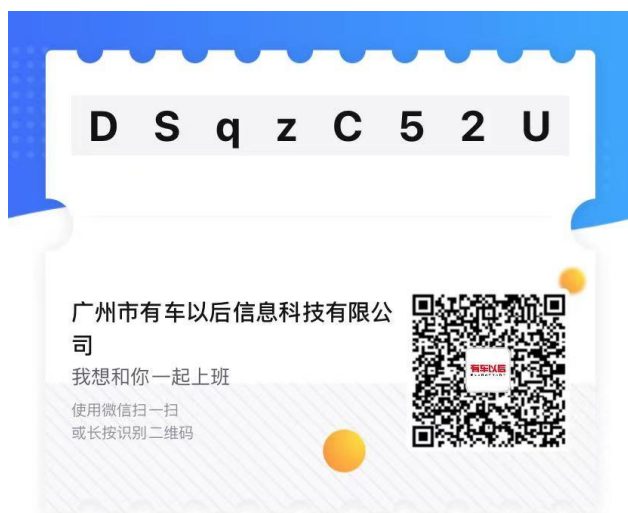 D S q z C 5 2 U
广州市有车以后信息科技有限公
司
我想和你一起上班
使用微信扫一扫
或长按识别二维码
有车以后